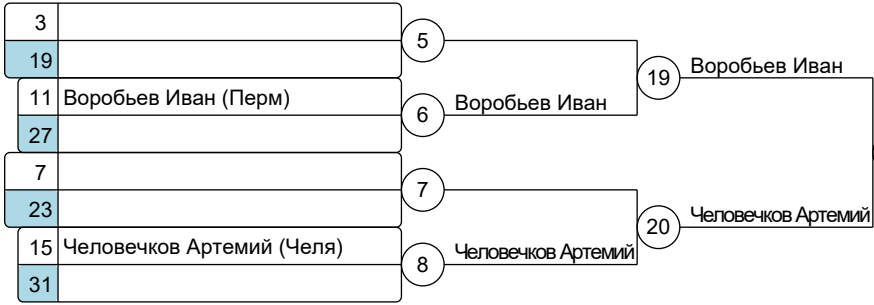 3
5
19
Воробьев Иван
19
11 Воробьев Иван (Перм)
6 Воробьев Иван
27
7
7
23
Человечков Артемий
20
15 Человечков Артемий (Челя)
8 Человечков Артемий
31